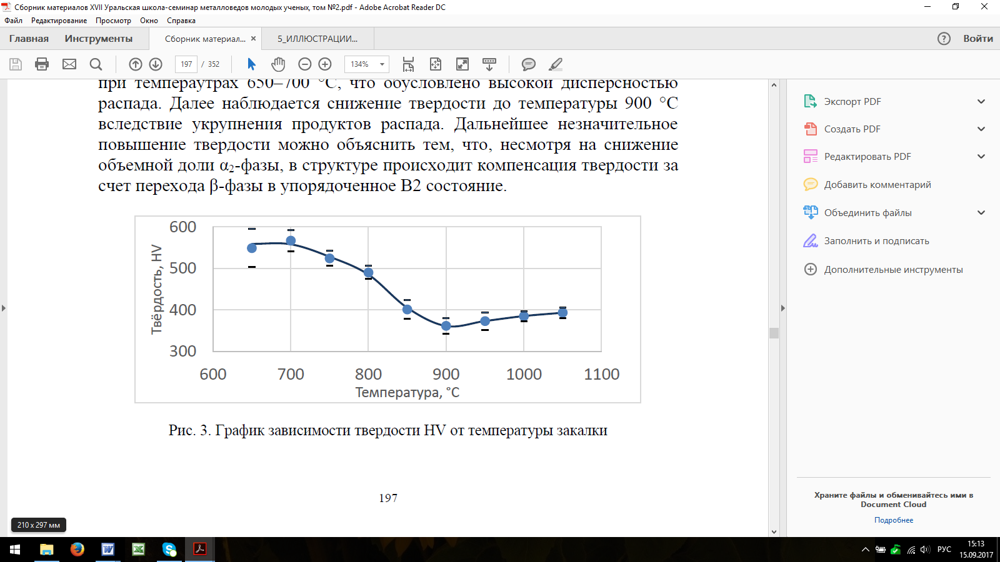 Сборник материалов XVII Уральская школа-семинар металловедов молодых ученых, том №2.pdf - Adobe Acrobat Reader DC
Файл Редактирование Просмотр Окно Справка
Главная Инструменты Сборник материал... × 5_ИЛЛЮСТРАЦИИ... Войти
197 / 352 134%
при темпераутрах 650–700 °C, что обусловлено высокой дисперсностью
распада. Далее наблюдается снижение твердости до температуры 900 °C
вследствие укрупнения продуктов распада. Дальнейшее незначительное
повышение твердости можно объяснить тем, что, несмотря на снижение
объемной доли α₂-фазы, в структуре происходит компенсация твердости за
счет перехода β-фазы в упорядоченное B2 состояние.
Твёрдость, HV
600
500
400
300
600 700 800 900 1000 1100
Температура, °C
Рис. 3. График зависимости твердости HV от температуры закалки
197
210 x 297 мм
Экспорт PDF
Создать PDF
Редактировать PDF
Добавить комментарий
Объединить файлы
Заполнить и подписать
Дополнительные инструменты
Храните файлы и обменивайтесь ими в
Document Cloud
Подробнее
РУС
15:13
15.09.2017